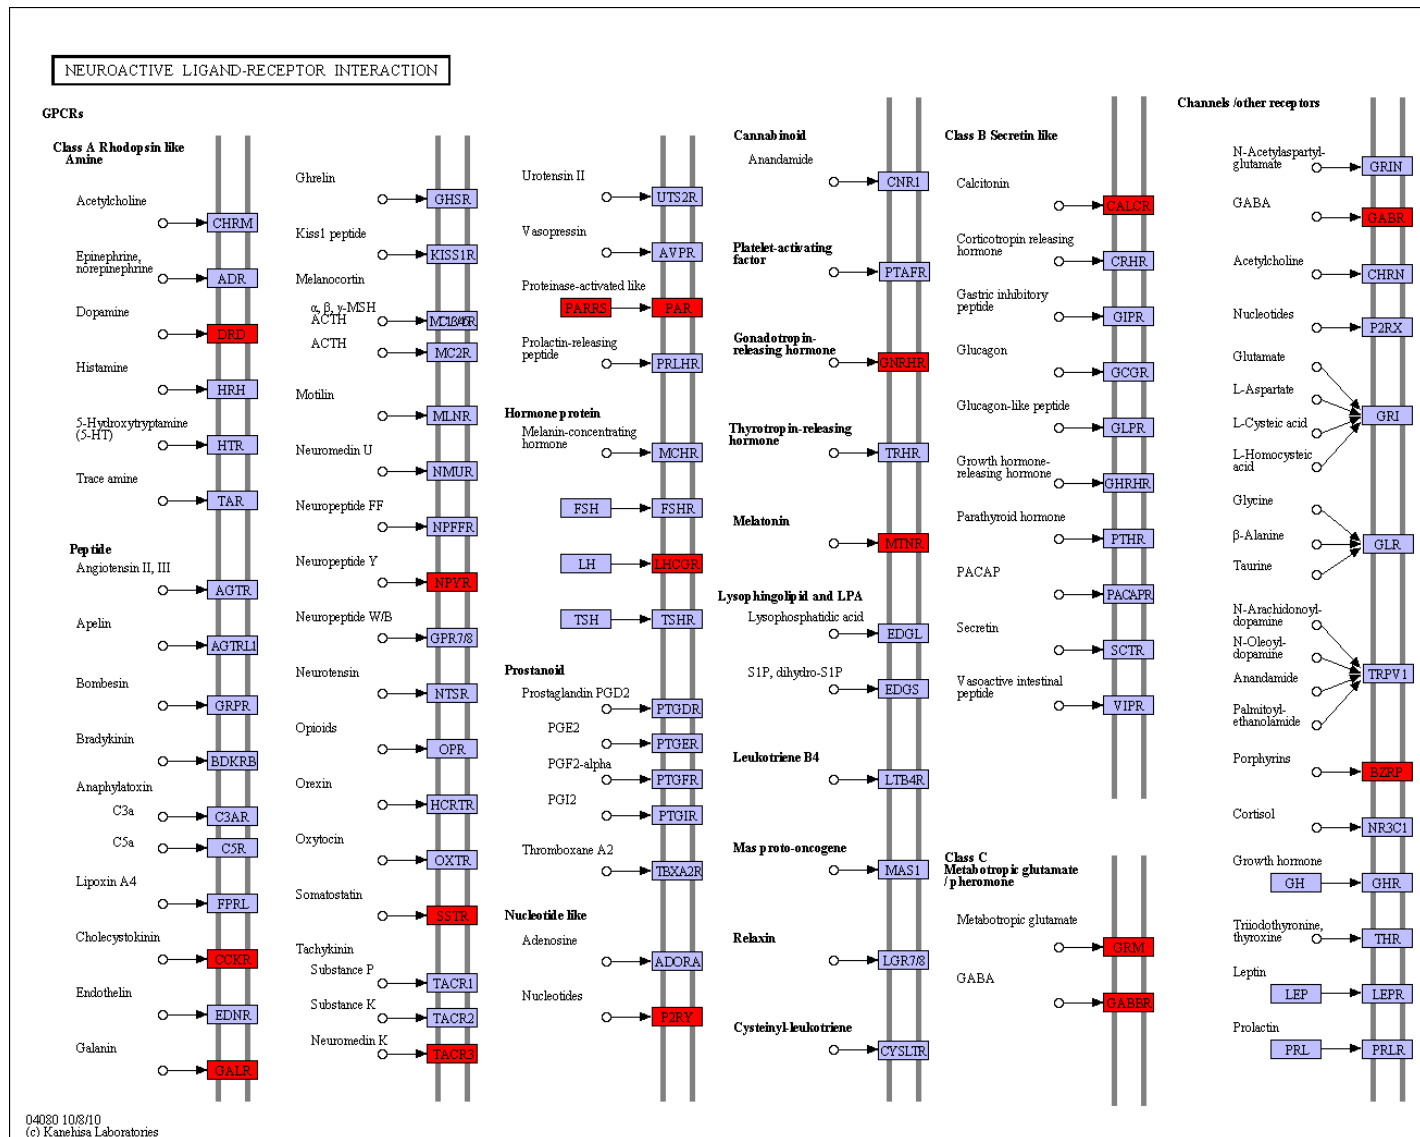 NEUROACTIVE LIGAND-RECEPTOR INTERACTION
GPCRs
Class A Rhodopsin like
Amine
Acetylcholine
CHRM
Epinephrine,
norepinephrine
ADR
Dopamine
DRD
Histamine
HRH
5-Hydroxytryptamine
(5-HT)
HTR
Trace amine
TAR
Peptide
Angiotensin II, III
AGTR
Apelin
AGTRL1
Bombesin
GRPR
Bradykinin
BDKRB
Anaphylatoxin
C3a
C3AR
C5a
C5R
Lipoxin A4
FPRL
Cholecystokinin
CCKR
Endothelin
EDNR
Galanin
GALR
Ghrelin
GHSR
Kiss1 peptide
KISS1R
Melanocortin
α, β, γ-MSH
ACTH
ACTH
MC2R
Motilin
MLNR
Neuromedin U
NMUR
Neuropeptide FF
NPFFR
Neuropeptide Y
NPYR
Neuropeptide W/B
GPR7/8
Neurotensin
NTSR
Opioids
OPR
Orexin
HCRTR
Oxytocin
OXTR
Somatostatin
SSTR
Tachykinin
Substance P
TACR1
Substance K
TACR2
Neuromedin K
TACR3
Urotensin II
UTS2R
Vasopressin
AVPR
Proteinase-activated like
PARRS
PAR
Prolactin-releasing
peptide
PRLHR
Hormone protein
Melanin-concentrating
hormone
MCHR
FSH
FSHR
LH
LHCGR
TSH
TSHR
Prostanoid
Prostaglandin PGD2
PTGDR
PGE2
PTGER
PGF2-alpha
PTGFR
PGI2
PTGIR
Thromboxane A2
TBXA2R
Nucleotide like
Adenosine
ADORA
Nucleotides
P2RY
Cannabinoid
Anandamide
CNR1
Platelet-activating
factor
PTAFR
Gonadotropin-
releasing hormone
GNRHR
Thyrotropin-releasing
hormone
TRHR
Melatonin
MTNR
Lysophingolipid and LPA
Lysophosphatidic acid
EDGL
S1P, dihydro-S1P
EDGS
Leukotriene B4
LTB4R
Mas proto-oncogene
MAS1
Relaxin
LGR7/8
Cysteinyl-leukotriene
CYSLTR
Class B Secretin like
Calcitonin
CALCR
Corticotropin releasing
hormone
CRHR
Gastric inhibitory
peptide
GIPR
Glucagon
GCGR
Glucagon-like peptide
GLPR
Growth hormone-
releasing hormone
GHRHR
Parathyroid hormone
PTHR
PACAP
PACAPR
Secretin
SCTR
Vasoactive intestinal
peptide
VIPR
Class C
Metabotropic glutamate
/ pheromone
Metabotropic glutamate
GRM
GABA
GABBR
Channels /other receptors
N-Acetylaspartyl-
glutamate
GRIN
GABA
GABR
Acetylcholine
CHRN
Nucleotides
P2RX
Glutamate
L-Aspartate
L-Cysteic acid
L-Homocysteic
acid
GRI
Glycine
β-Alanine
Taurine
GLR
N-Arachidonoyl-
dopamine
N-Oleoyl-
dopamine
Anandamide
Palmitoyl-
ethanolamide
TRPV1
Porphyrins
BZRP
Cortisol
NR3C1
Growth hormone
GH
GHR
Triiodothyronine,
thyroxine
THR
Leptin
LEP
LEPR
Prolactin
PRL
PRLR
04080 10/8/10
(c) Kanehisa Laboratories